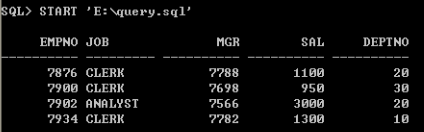 SQL> START 'E:\query.sql'
EMPNO JOB MGR SAL DEPTNO
---------- ---------- ---------- ---------- ----------
7876 CLERK 7788 1100 20
7900 CLERK 7698 950 30
7902 ANALYST 7566 3000 20
7934 CLERK 7782 1300 10